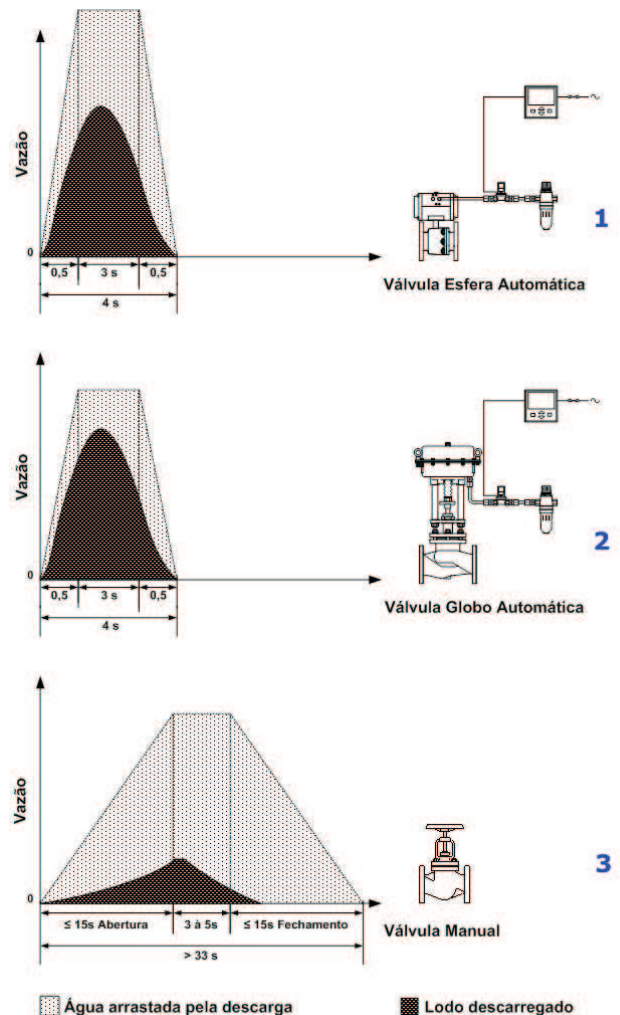 Vazão
0
0,5
3 s
0,5
4 s
1
Válvula Esfera Automática
Vazão
0
0,5
3 s
0,5
4 s
2
Válvula Globo Automática
Vazão
0
≤ 15s Abertura
3 à 5s
≤ 15s Fechamento
> 33 s
3
Válvula Manual
Água arrastada pela descarga
Lodo descarregado